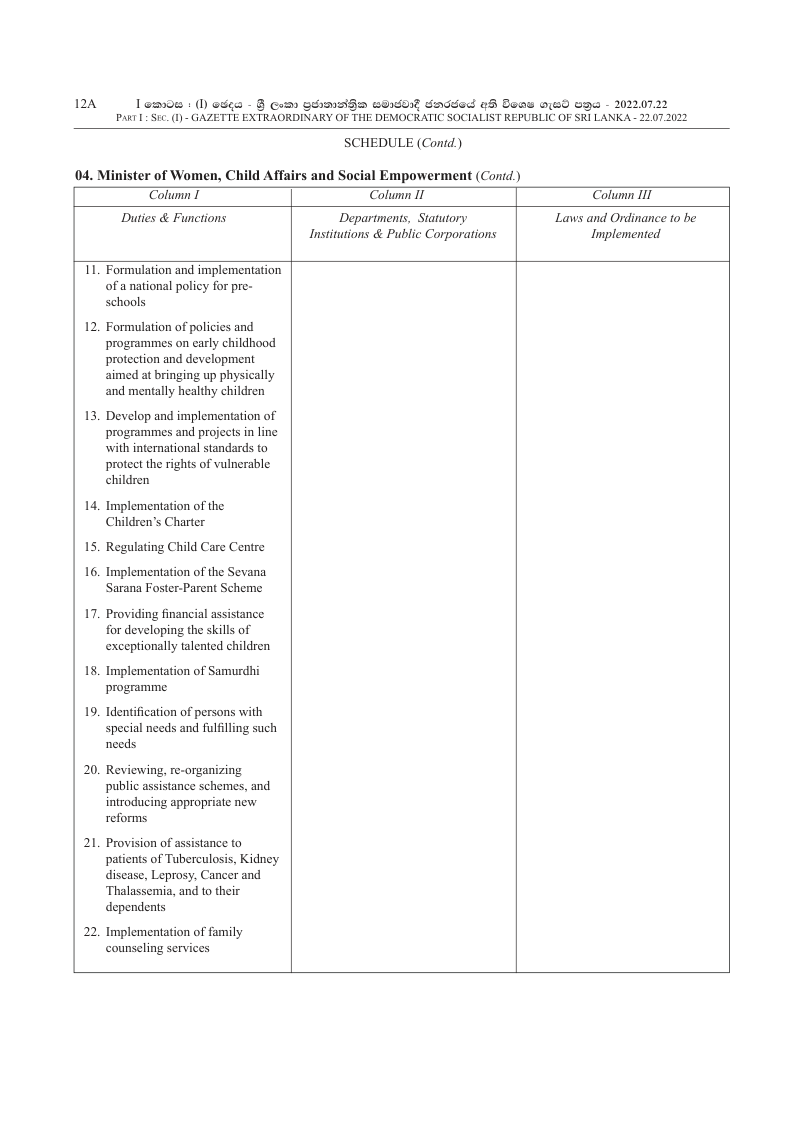 12A I කොටස : (I) ඡෙදය - ශ්‍රී ලංකා ප්‍රජාතාන්ත්‍රික සමාජවාදී ජනරජයේ අති විශෙෂ ගැසට් පත්‍රය - 2022.07.22
PART I : SEC. (I) - GAZETTE EXTRAORDINARY OF THE DEMOCRATIC SOCIALIST REPUBLIC OF SRI LANKA - 22.07.2022
SCHEDULE (Contd.)
04. Minister of Women, Child Affairs and Social Empowerment (Contd.)
Column I Column II Column III
Duties & Functions
Departments, Statutory
Institutions & Public Corporations
Laws and Ordinance to be
Implemented
11. Formulation and implementation
of a national policy for pre-
schools
12. Formulation of policies and
programmes on early childhood
protection and development
aimed at bringing up physically
and mentally healthy children
13. Develop and implementation of
programmes and projects in line
with international standards to
protect the rights of vulnerable
children
14. Implementation of the
Children's Charter
15. Regulating Child Care Centre
16. Implementation of the Sevana
Sarana Foster-Parent Scheme
17. Providing financial assistance
for developing the skills of
exceptionally talented children
18. Implementation of Samurdhi
programme
19. Identification of persons with
special needs and fulfilling such
needs
20. Reviewing, re-organizing
public assistance schemes, and
introducing appropriate new
reforms
21. Provision of assistance to
patients of Tuberculosis, Kidney
disease, Leprosy, Cancer and
Thalassemia, and to their
dependents
22. Implementation of family
counseling services